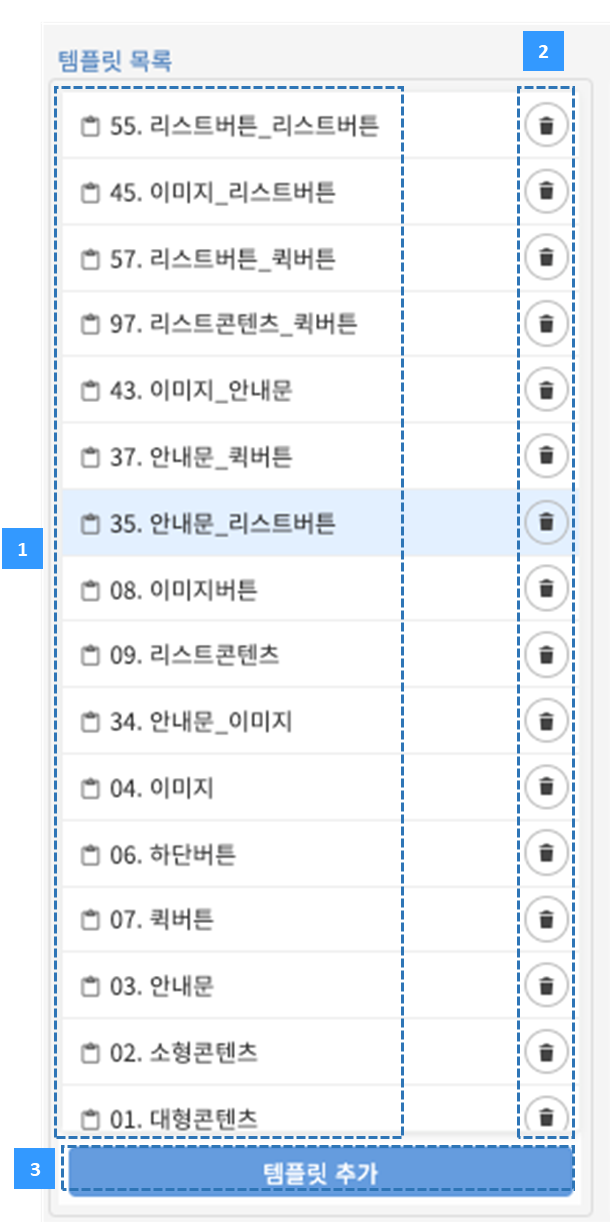 템플릿 목록
2
55. 리스트버튼_리스트버튼
45. 이미지_리스트버튼
57. 리스트버튼_퀵버튼
97. 리스트콘텐츠_퀵버튼
43. 이미지_안내문
37. 안내문_퀵버튼
35. 안내문_리스트버튼
1
08. 이미지버튼
09. 리스트콘텐츠
34. 안내문_이미지
04. 이미지
06. 하단버튼
07. 퀵버튼
03. 안내문
02. 소형콘텐츠
01. 대형콘텐츠
3
템플릿 추가